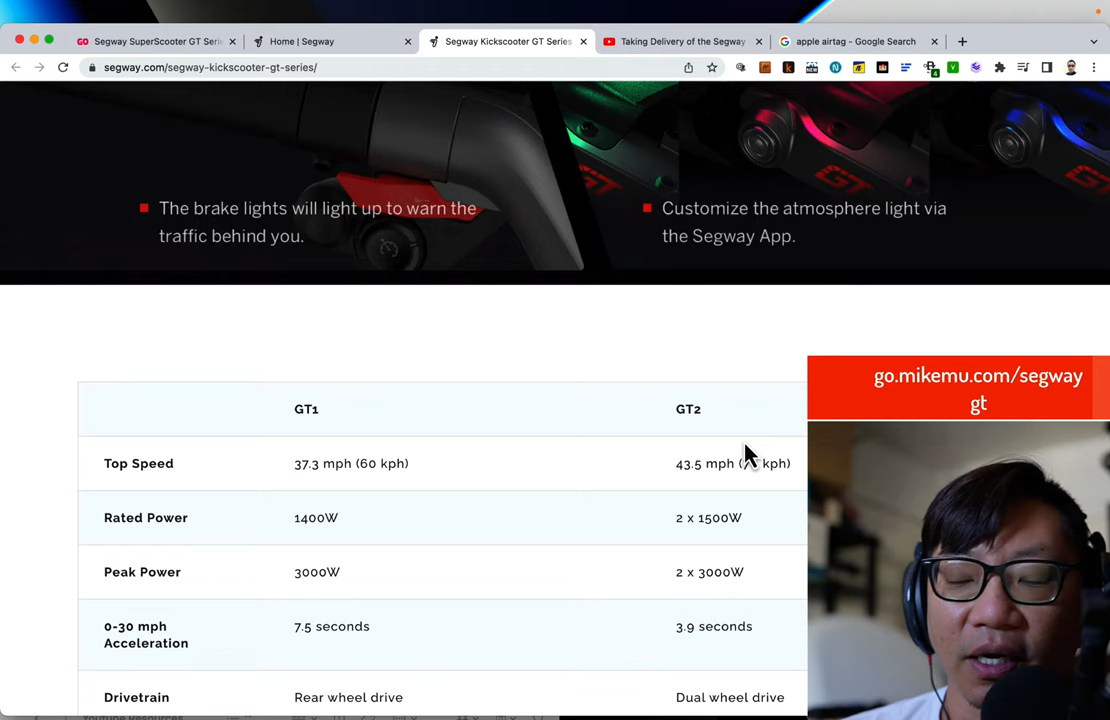 Segway SuperScooter GT Seri
Home | Segway
Segway Kickscooter GT Series
Taking Delivery of the Segway
apple airtag - Google Search
segway.com/segway-kickscooter-gt-series/
The brake lights will light up to warn the
traffic behind you.
Customize the atmosphere light via
the Segway App.
GT
GT
go.mikemu.com/segway
gt
GT1 GT2
Top Speed 37.3 mph (60 kph) 43.5 mph ( kph)
Rated Power 1400W 2 x 1500W
Peak Power 3000W 2 x 3000W
0-30 mph
Acceleration
7.5 seconds 3.9 seconds
Drivetrain Rear wheel drive Dual wheel drive